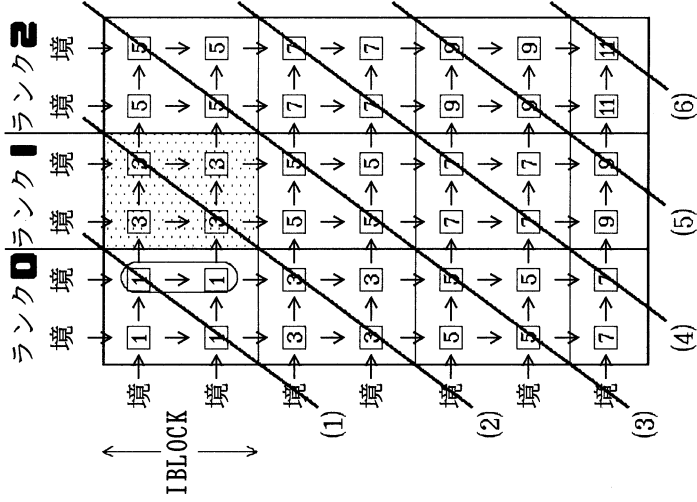 ランク0 ランク1 ランク2
境 境 境 境 境 境
境 1 1 3 3 5 5
IBLOCK
境 1 1 3 3 5 5
境 3 3 5 5 7 7
(1)
境 3 3 5 5 7 7
境 5 5 7 7 9 9
(2)
境 5 5 7 7 9 9
境 7 7 9 9 11 11
(3) (4) (5) (6)